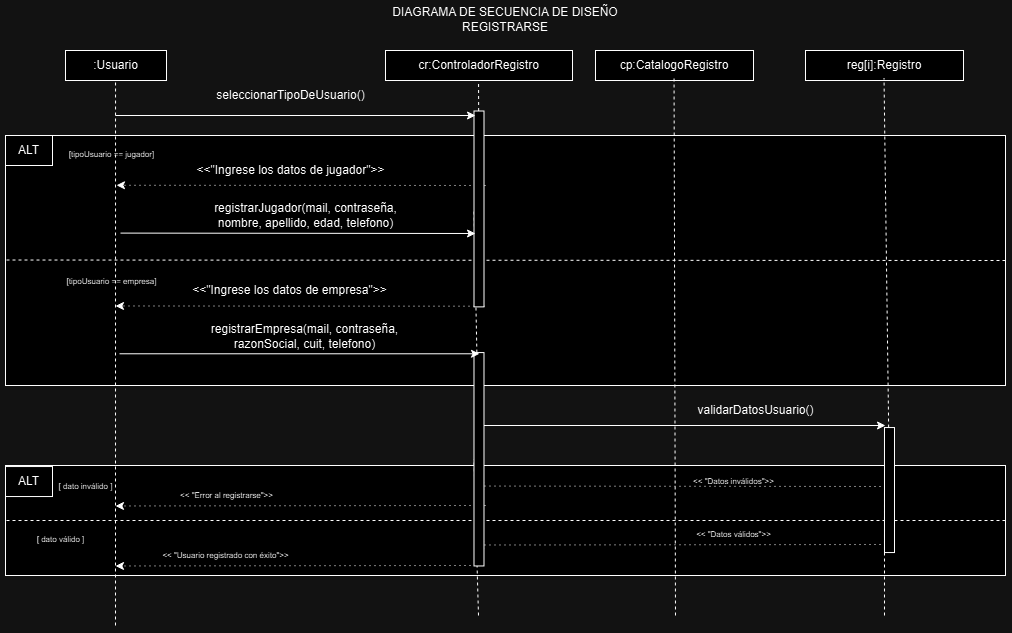 DIAGRAMA DE SECUENCIA DE DISEÑO
REGISTRARSE
:Usuario
cr:ControladorRegistro
cp:CatalogoRegistro
reg[i]:Registro
seleccionarTipoDeUsuario()
ALT
[tipoUsuario == jugador]
<<"Ingrese los datos de jugador">>
registrarJugador(mail, contraseña,
nombre, apellido, edad, telefono)
[tipoUsuario == empresa]
<<"Ingrese los datos de empresa">>
registrarEmpresa(mail, contraseña,
razonSocial, cuit, telefono)
validarDatosUsuario()
ALT
[ dato inválido ]
<< "Datos inválidos">>
<< "Error al registrarse">>
[ dato válido ]
<< "Datos válidos">>
<< "Usuario registrado con éxito">>